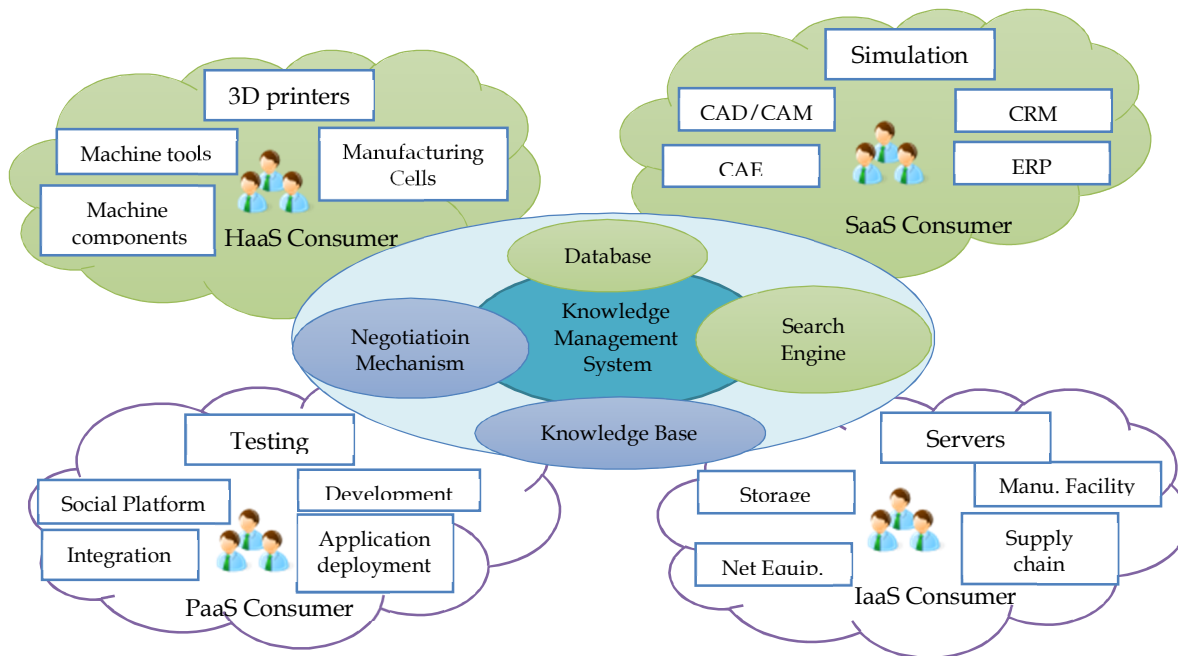 3D printers
Machine tools
Manufacturing
Cells
Machine
components
HaaS Consumer
Simulation
CAD/CAM
CRM
CAE
ERP
SaaS Consumer
Database
Knowledge
Management
System
Negotiatioin
Mechanism
Search
Engine
Knowledge Base
Testing
Social Platform
Development
Integration
Application
deployment
PaaS Consumer
Servers
Storage
Manu. Facility
Net Equip.
Supply
chain
IaaS Consumer